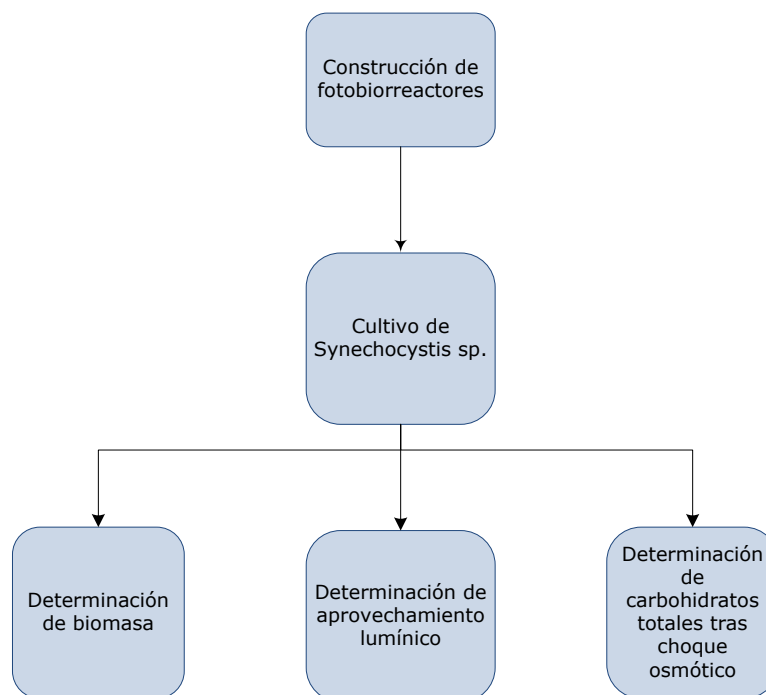 Construcción de
fotobiorreactores
Cultivo de
Synechocystis sp.
Determinación
de biomasa
Determinación de
aprovechamiento
lumínico
Determinación
de
carbohidratos
totales tras
choque
osmótico